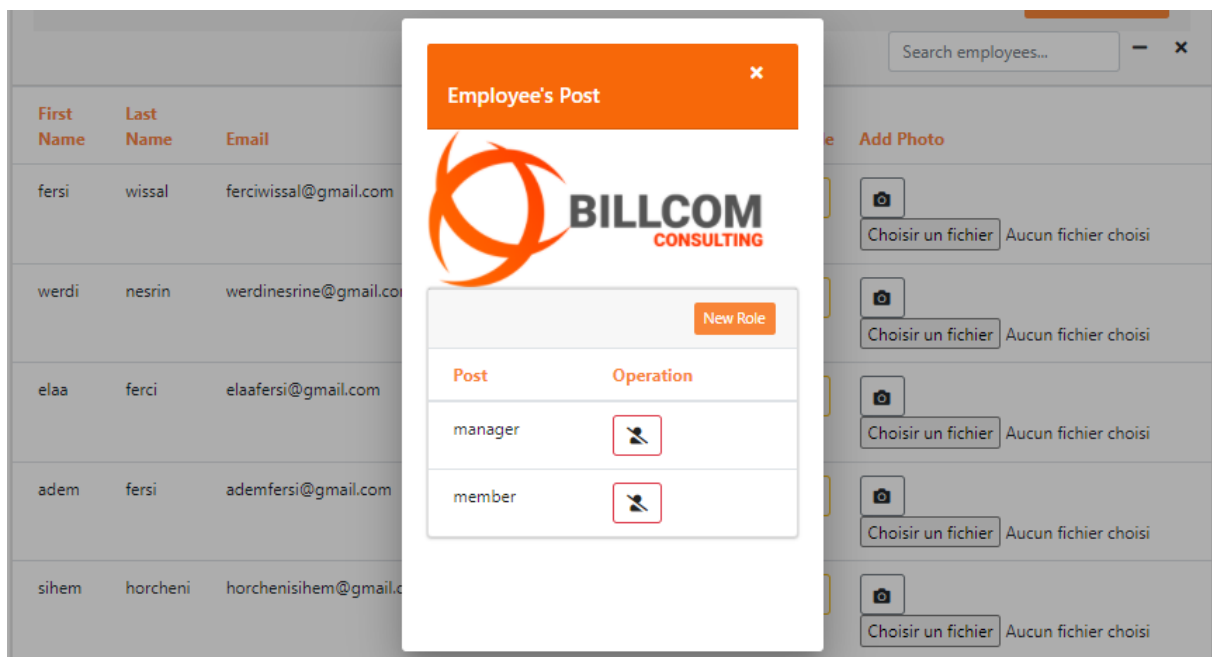 Search employees...
Employee's Post
First Name
Last Name
Email
Add Photo
BILLCOM
CONSULTING
New Role
Post Operation
manager
member
fersi wissal ferciwissal@gmail.com
Choisir un fichier Aucun fichier choisi
werdi nesrin
Choisir un fichier Aucun fichier choisi
elaa ferci elaafersi@gmail.com
Choisir un fichier Aucun fichier choisi
adem fersi ademfersi@gmail.com
Choisir un fichier Aucun fichier choisi
sihem horcheni
Choisir un fichier Aucun fichier choisi